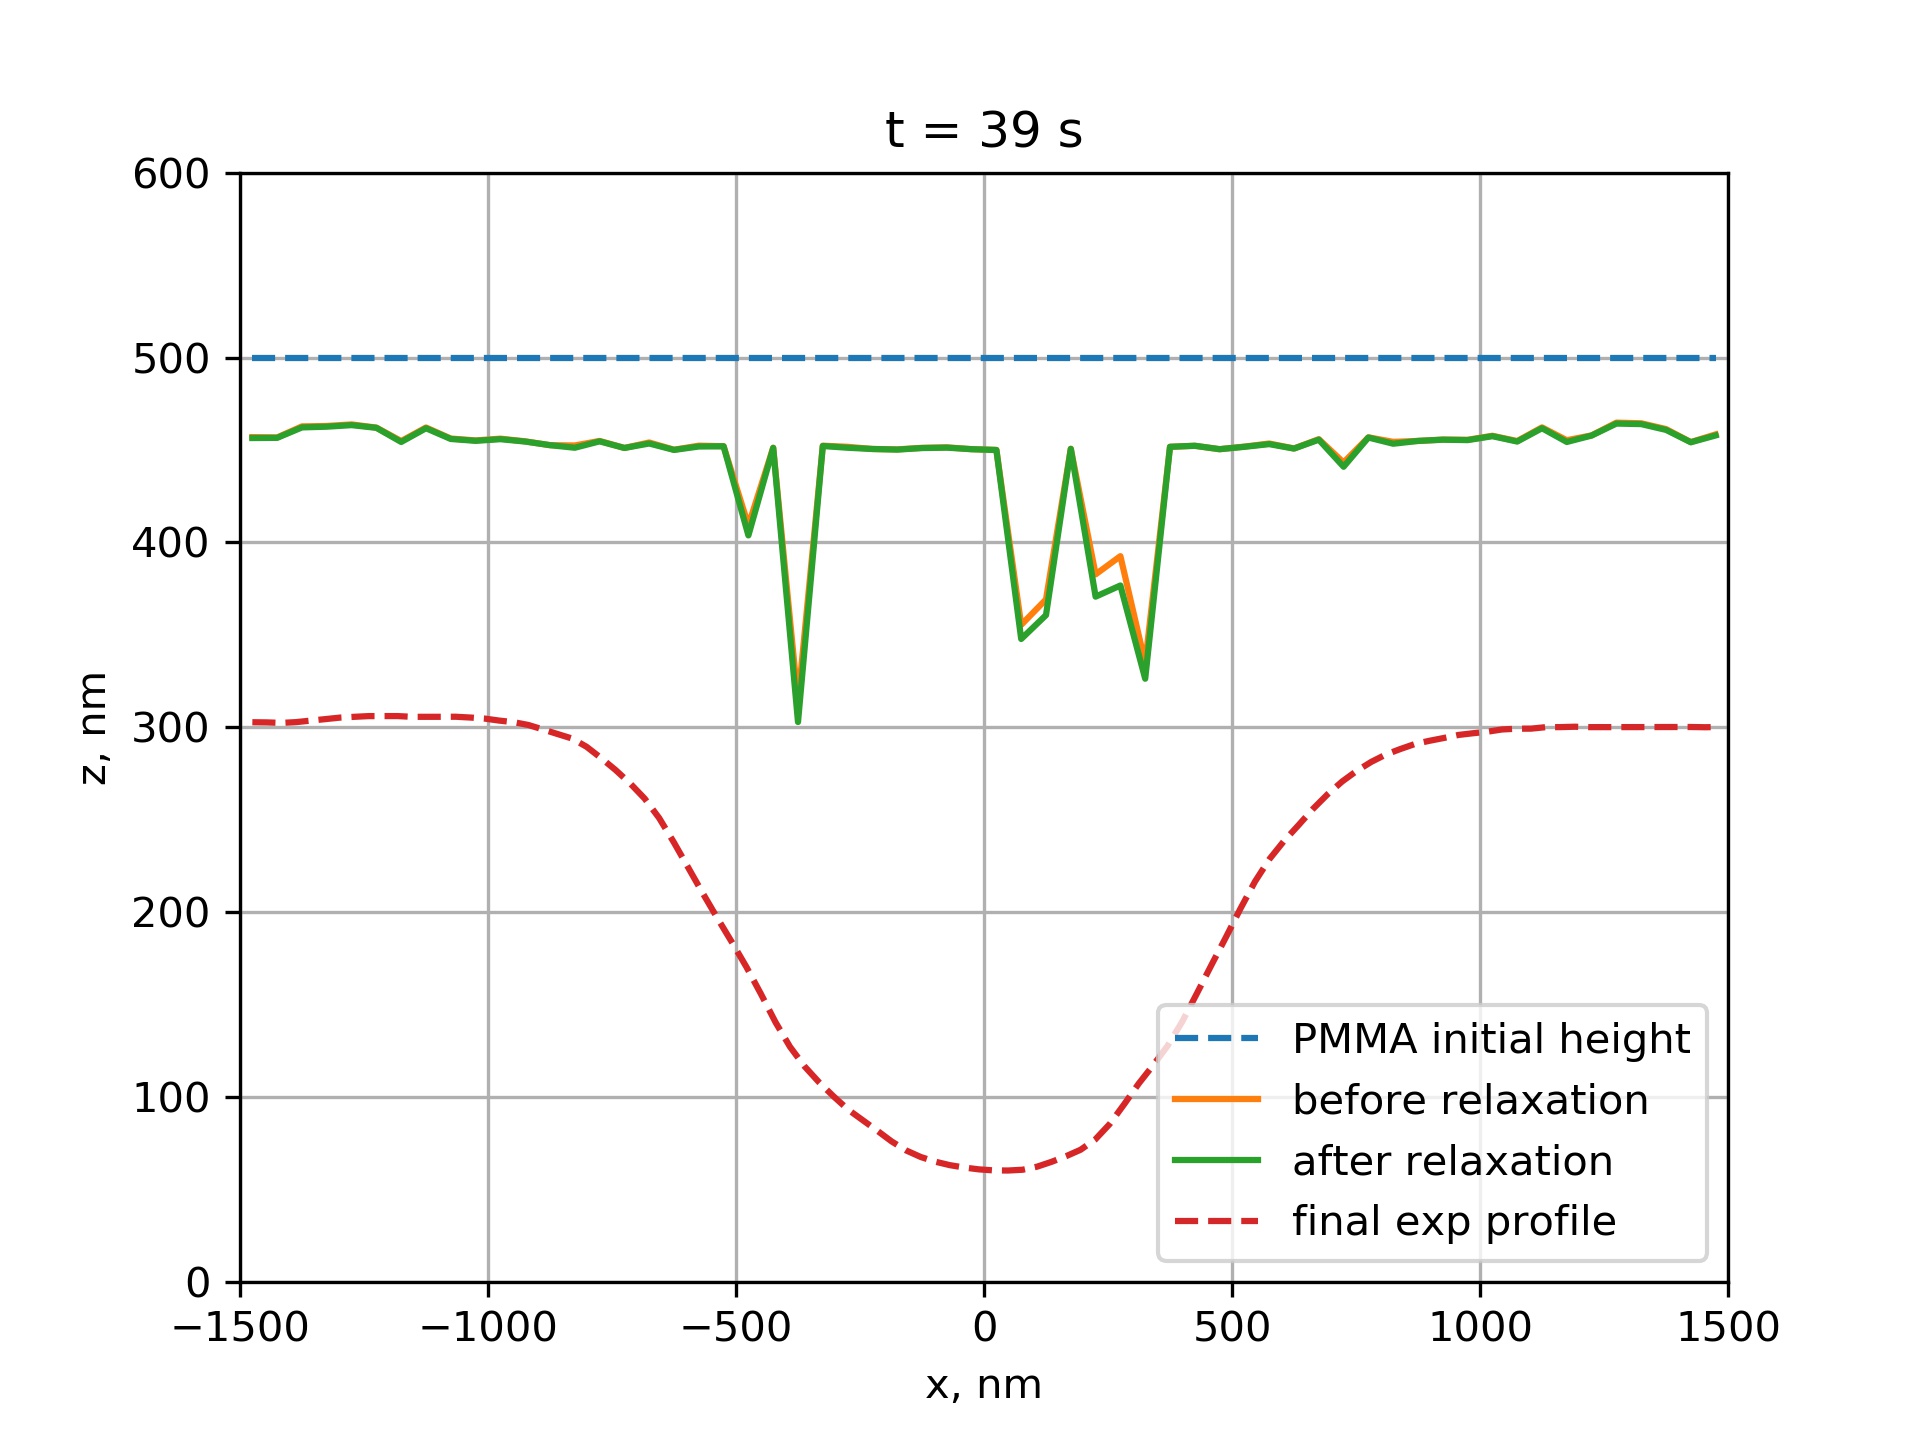 t = 39 s
600
500
400
300
200
100
0
z, nm
−1500 −1000 −500 0 500 1000 1500
x, nm
PMMA initial height
before relaxation
after relaxation
final exp profile